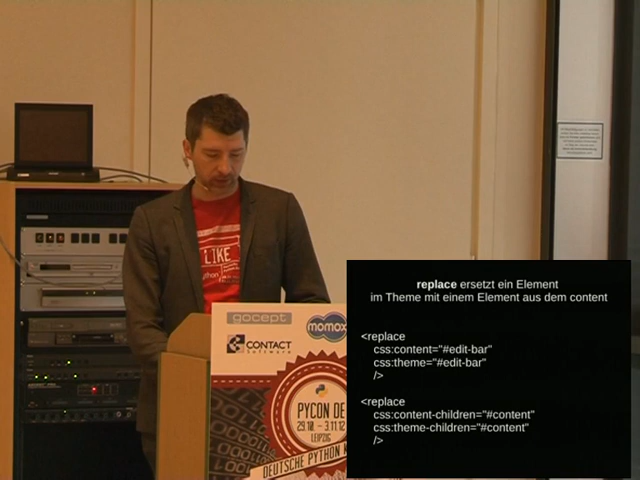 LIKE
gocept
momox
CONTACT
Software
PYCON DE
29.10. - 3.11.12
LEIPZIG
DEUTSCHE PYTHON K
replace ersetzt ein Element
im Theme mit einem Element aus dem content
<replace
css:content="#edit-bar"
css:theme="#edit-bar"
/>
<replace
css:content-children="#content"
css:theme-children="#content"
/>